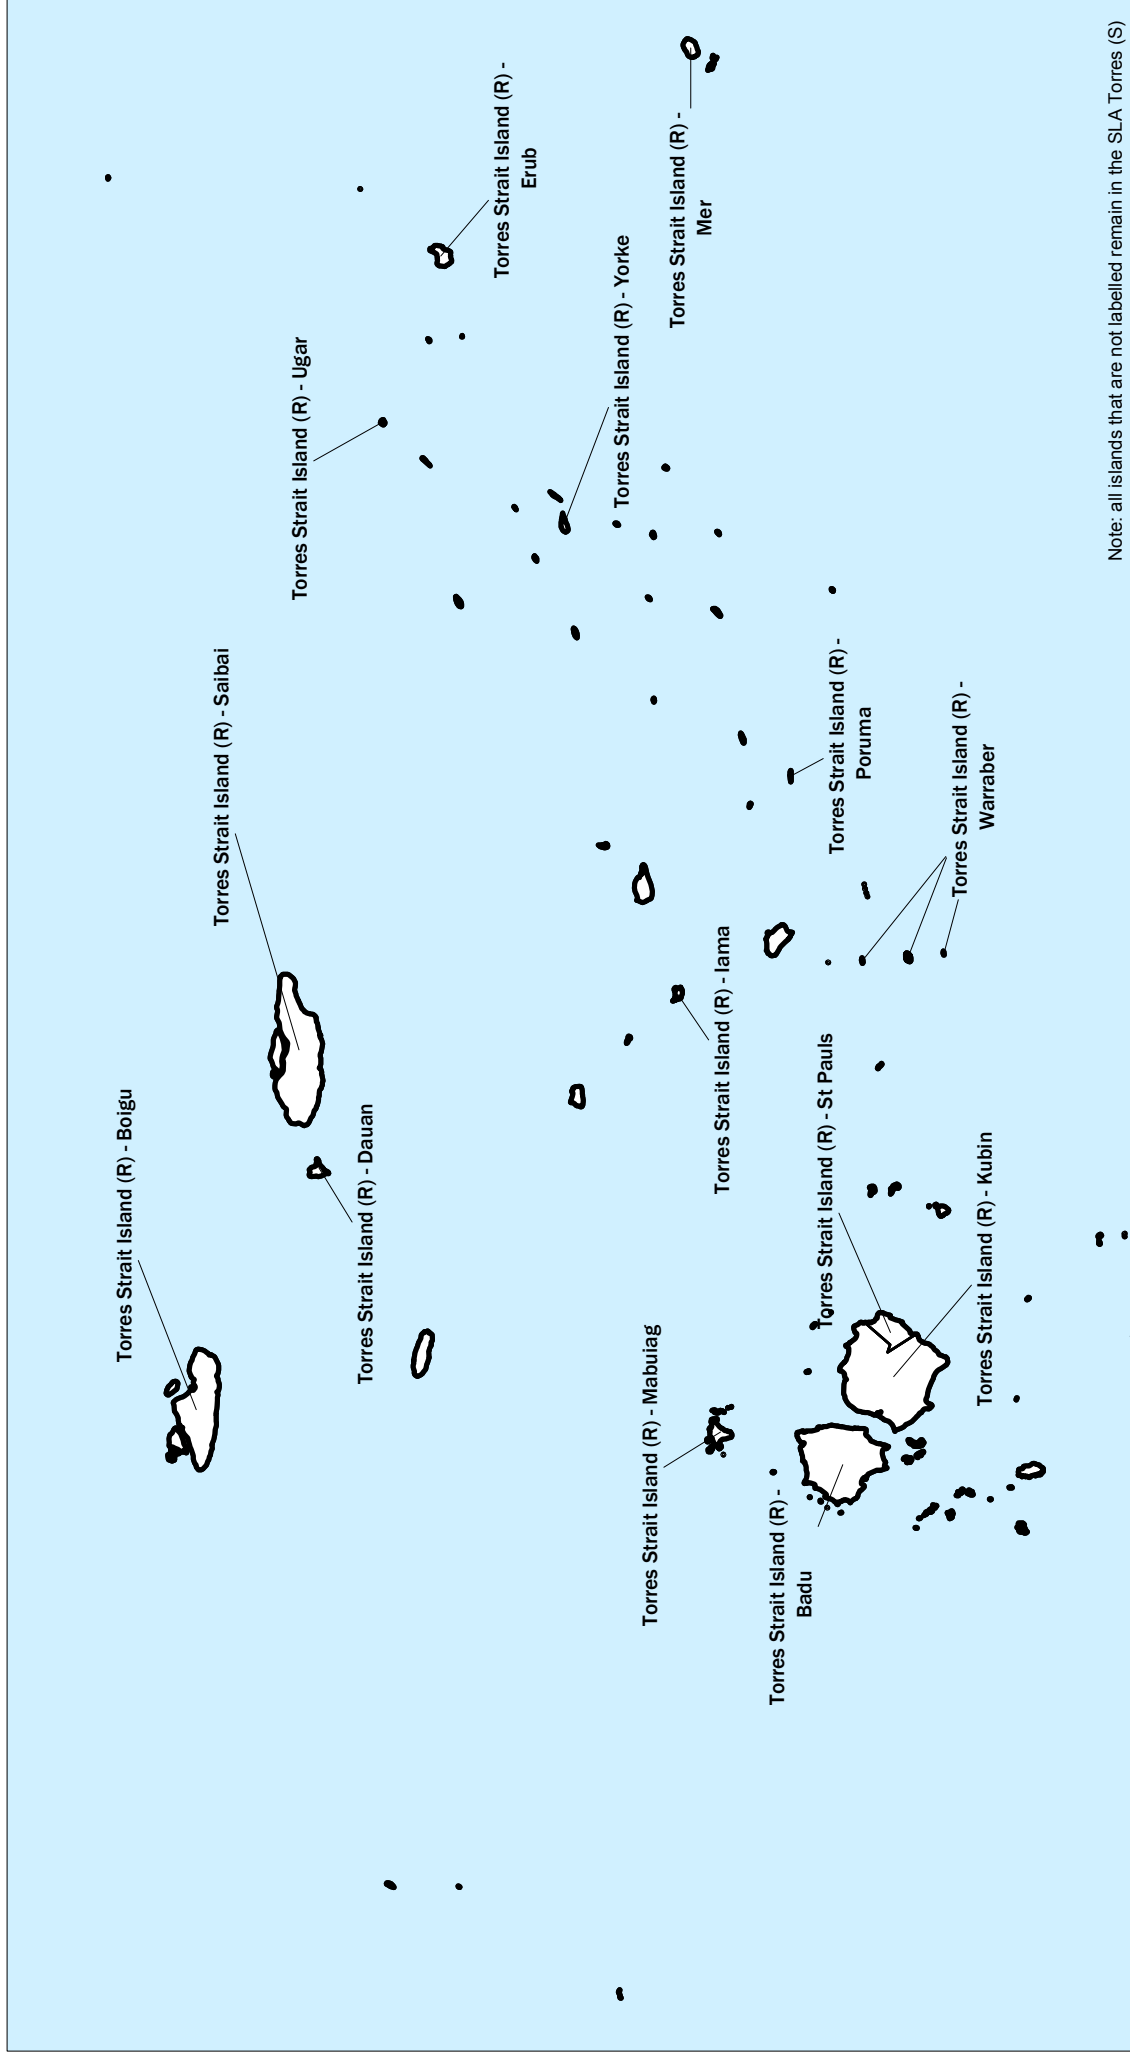 Torres Strait Island (R) - Boigu
Torres Strait Island (R) - Saibai
Torres Strait Island (R) - Ugar
Torres Strait Island (R) - Dauan
Torres Strait Island (R) -
Erub
Torres Strait Island (R) - Yorke
Torres Strait Island (R) - Mabuiag
Torres Strait Island (R) -
Mer
Torres Strait Island (R) - Iama
Torres Strait Island (R) -
Badu
Torres Strait Island (R) - St Pauls
Torres Strait Island (R) -
Poruma
Torres Strait Island (R) -
Warraber
Torres Strait Island (R) - Kubin
Note: all islands that are not labelled remain in the SLA Torres (S)